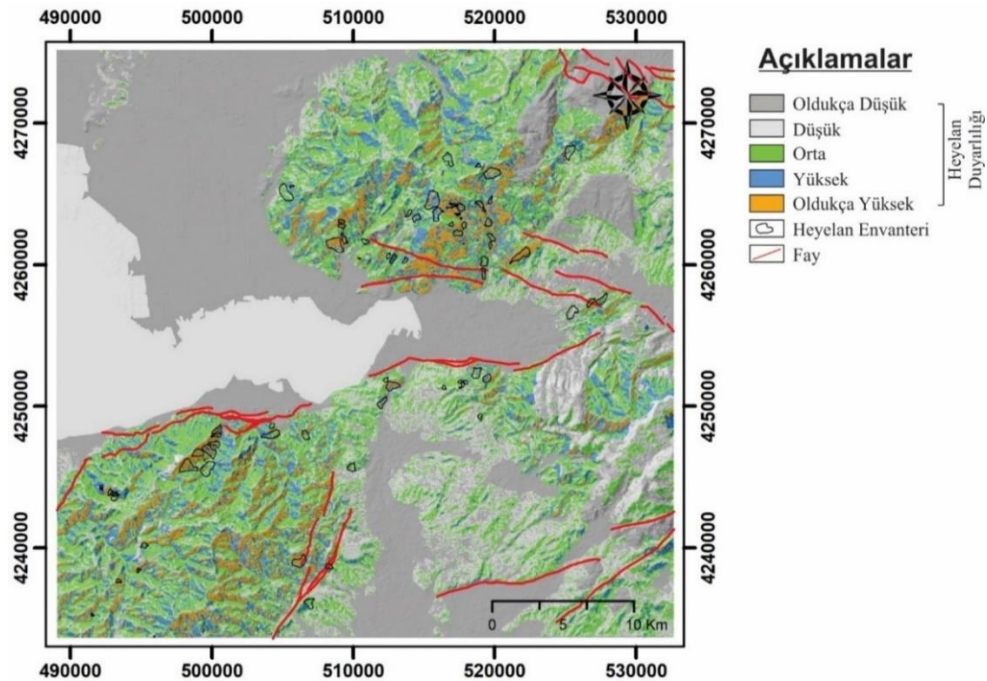 490000 500000 510000 520000 530000
4270000
4260000
4250000
4240000
4270000
4260000
4250000
4240000
490000 500000 510000 520000 530000
0 5 10 Km
Açıklamalar
Oldukça Düşük
Düşük
Orta
Yüksek
Oldukça Yüksek
Heyelan Envanteri
Fay
Heyelan
Duyarlılığı